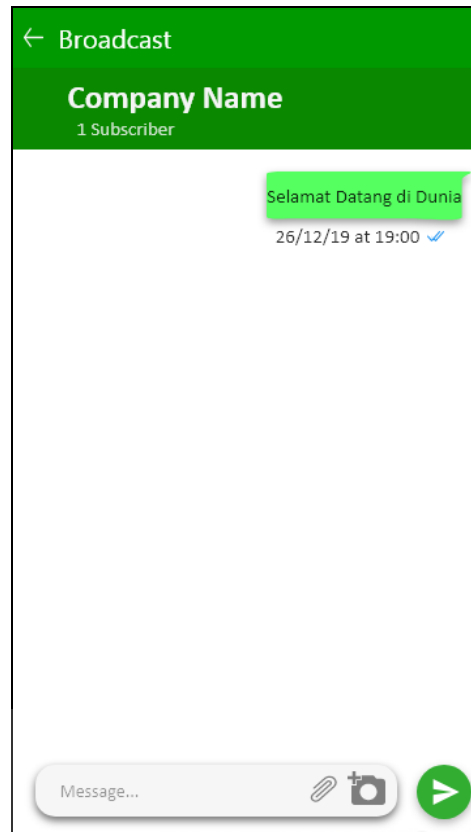 Broadcast
Company Name
1 Subscriber
Selamat Datang di Dunia
26/12/19 at 19:00
Message...